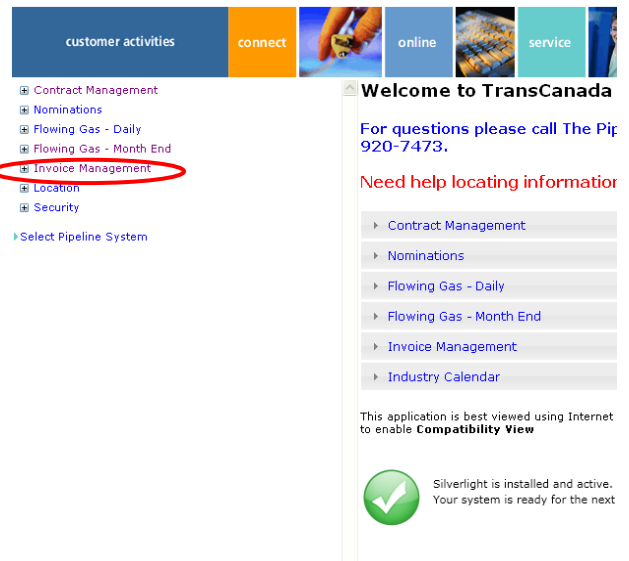 customer activities
connect
online
service
Contract Management
Nominations
Flowing Gas - Daily
Flowing Gas - Month End
Invoice Management
Location
Security
Select Pipeline System
Welcome to TransCanada
For questions please call The Pip
920-7473.
Need help locating information
Contract Management
Nominations
Flowing Gas - Daily
Flowing Gas - Month End
Invoice Management
Industry Calendar
This application is best viewed using Internet
to enable Compatibility View
Silverlight is installed and active.
Your system is ready for the next